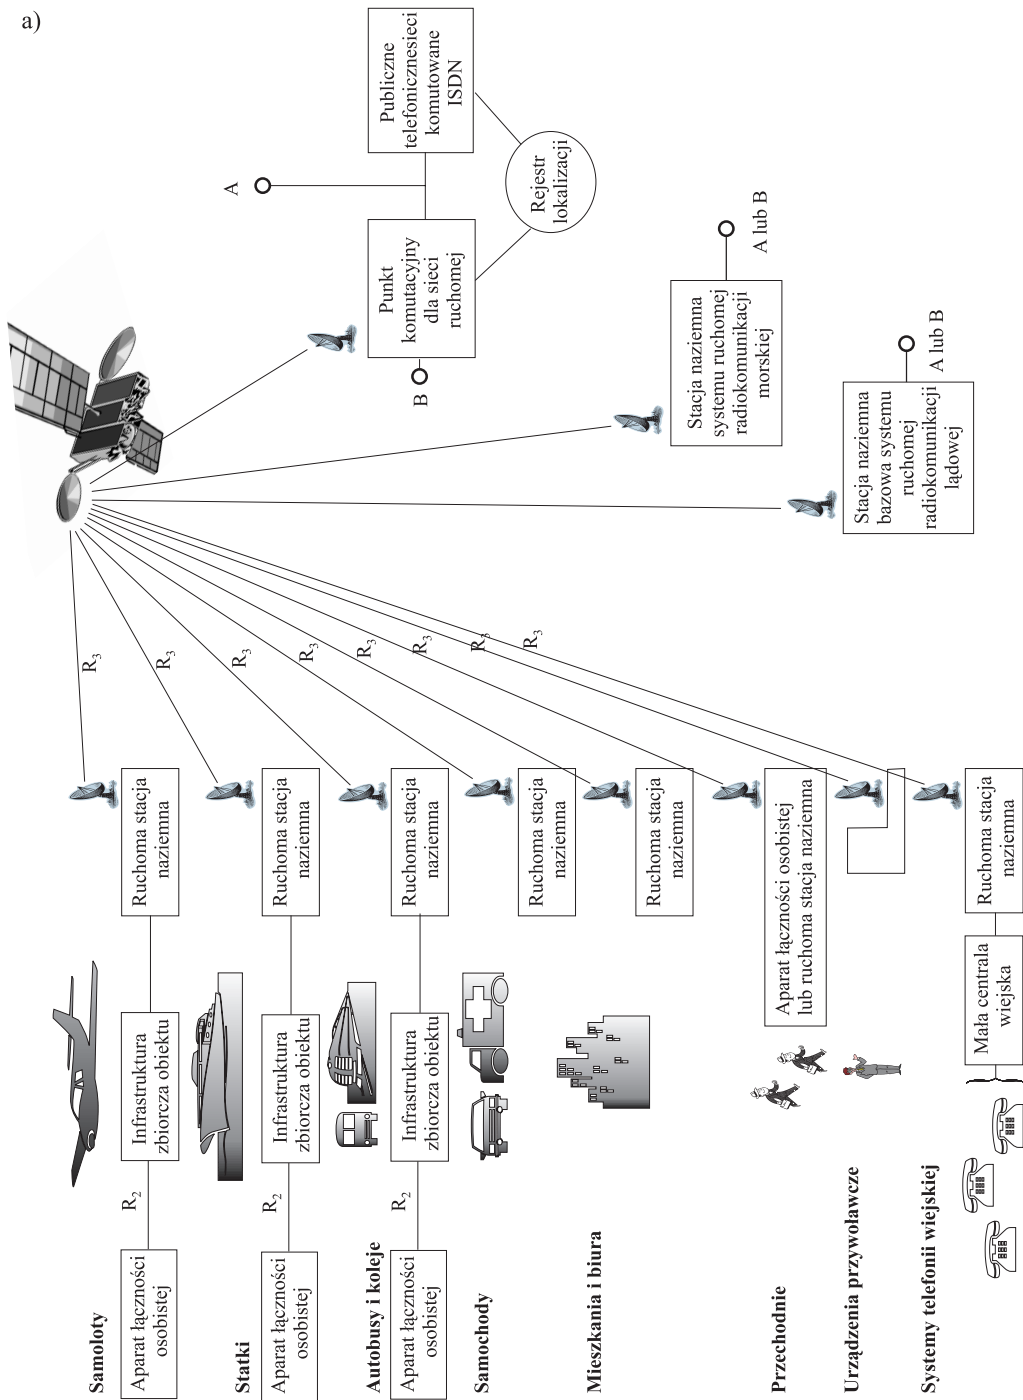 a)
Samoloty
Aparat łączności
osobistej
R2
Infrastruktura
zbiorcza obiektu
Ruchoma stacja
naziemna
R3
Statki
Aparat łączności
osobistej
R2
Infrastruktura
zbiorcza obiektu
Ruchoma stacja
naziemna
R3
Autobusy i koleje
Aparat łączności
osobistej
R2
Infrastruktura
zbiorcza obiektu
Ruchoma stacja
naziemna
R3
Samochody
Ruchoma stacja
naziemna
R3
Mieszkania i biura
Ruchoma stacja
naziemna
R3
Przechodnie
Aparat łączności osobistej
lub ruchoma stacja naziemna
R3
Urządzenia przywoławcze
R3
Systemy telefonii wiejskiej
Mała centrala
wiejska
Ruchoma stacja
naziemna
R3
A
B
Punkt
komutacyjny
dla sieci
ruchomej
Publiczne
telefonicznesieci
komutowane
ISDN
Rejestr
lokalizacji
Stacja naziemna
systemu ruchomej
radiokomunikacji
morskiej
A lub B
Stacja naziemna
bazowa systemu
ruchomej
radiokomunikacji
lądowej
A lub B